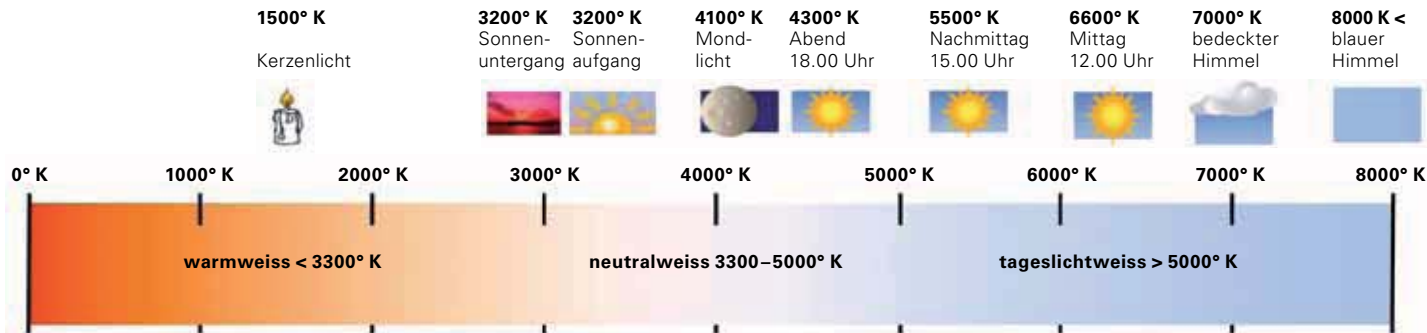 1500° K
Kerzenlicht
3200° K
Sonnen-
untergang
3200° K
Sonnen-
aufgang
4100° K
Mond-
licht
4300° K
Abend
18.00 Uhr
5500° K
Nachmittag
15.00 Uhr
6600° K
Mittag
12.00 Uhr
7000° K
bedeckter
Himmel
8000 K <
blauer
Himmel
0° K
1000° K
2000° K
3000° K
4000° K
5000° K
6000° K
7000° K
8000° K
warmweiss < 3300° K
neutralweiss 3300–5000° K
tageslichtweiss > 5000° K